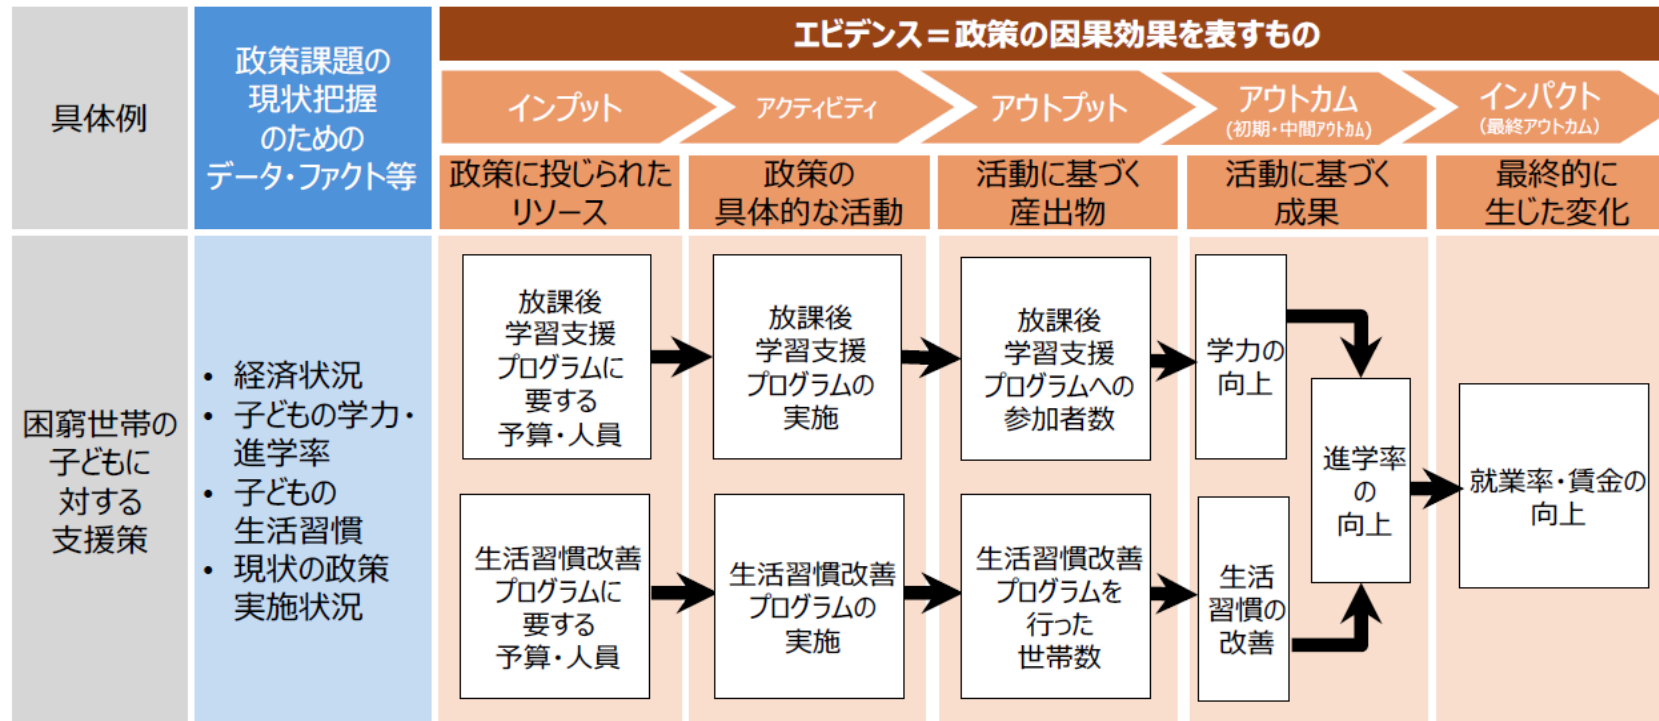 具体例
政策課題の
現状把握
のための
データ・ファクト等
エビデンス＝政策の因果効果を表すもの
インプット
アクティビティ
アウトプット
アウトカム
(初期・中間アウトカム)
インパクト
(最終アウトカム)
政策に投じられた
リソース
政策の
具体的な活動
活動に基づく
産出物
活動に基づく
成果
最終的に
生じた変化
困窮世帯の
子どもに
対する
支援策
• 経済状況
• 子どもの学力・
進学率
• 子どもの
生活習慣
• 現状の政策
実施状況
放課後
学習支援
プログラムに
要する
予算・人員
放課後
学習支援
プログラムの
実施
放課後
学習支援
プログラムへの
参加者数
学力の
向上
生活習慣改善
プログラムに
要する
予算・人員
生活習慣改善
プログラムの
実施
生活習慣改善
プログラムを
行った
世帯数
生活
習慣の
改善
進学率
の
向上
就業率・賃金の
向上